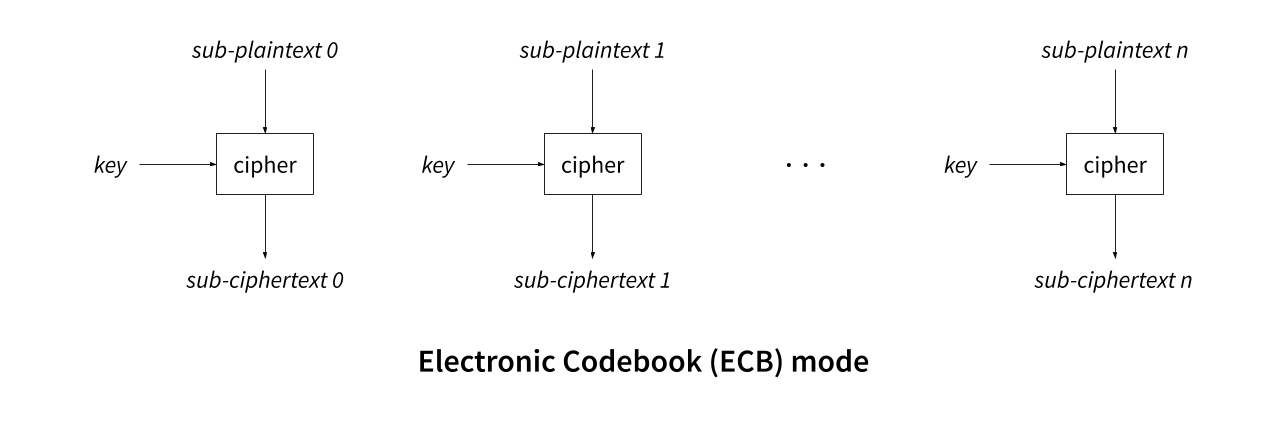 sub-plaintext 0 sub-plaintext 1 sub-plaintext n
key cipher key cipher . . . key cipher
sub-ciphertext 0 sub-ciphertext 1 sub-ciphertext n
Electronic Codebook (ECB) mode